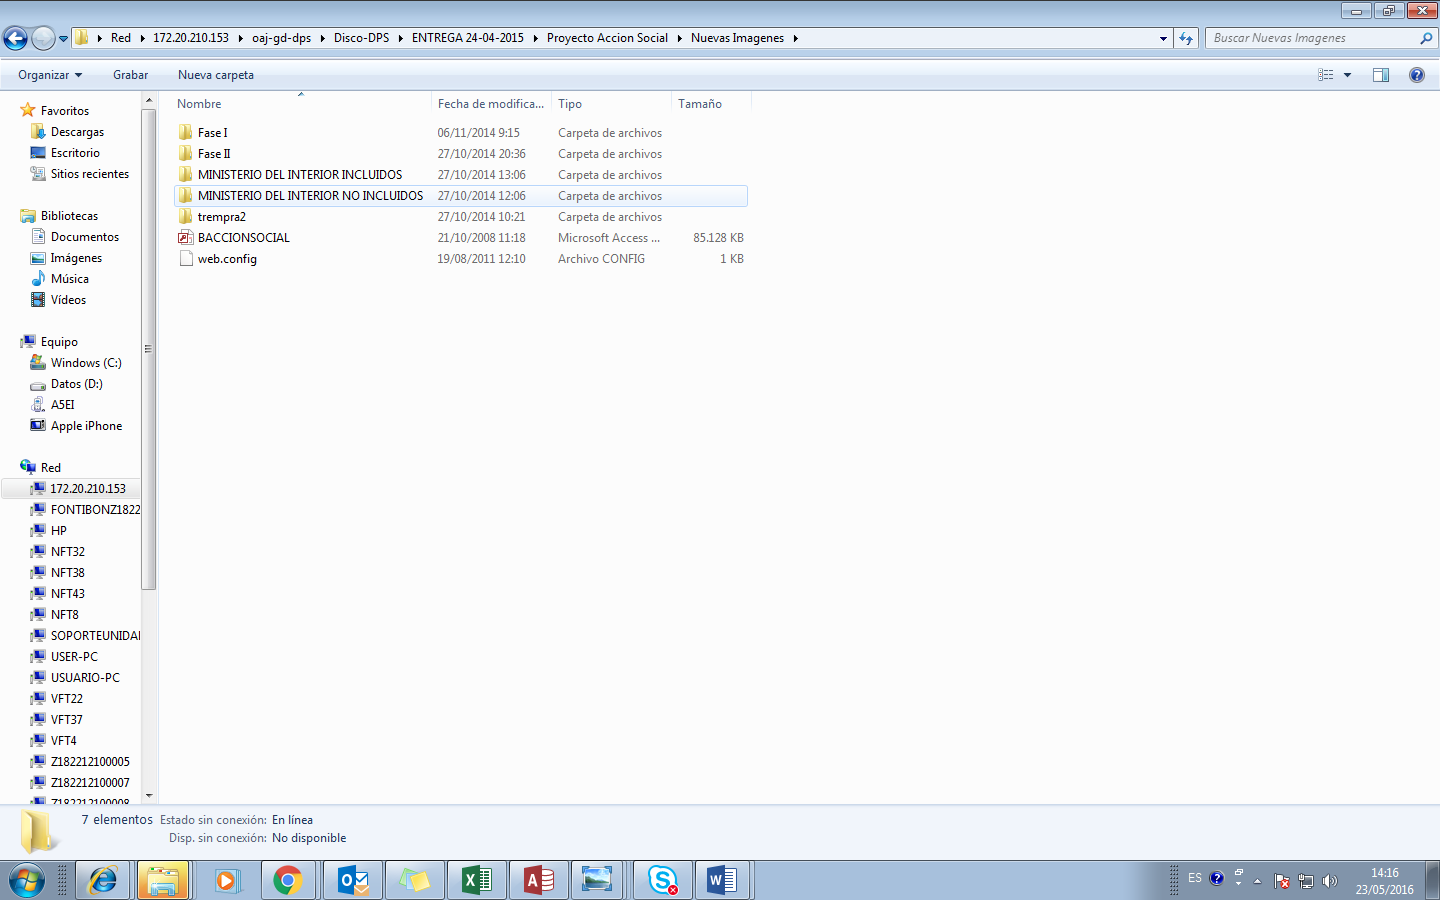 Red 172.20.210.153 oaj-gd-dps Disco-DPS ENTREGA 24-04-2015 Proyecto Accion Social Nuevas Imagenes
Buscar Nuevas Imagenes
Organizar Grabar Nueva carpeta
Favoritos
Descargas
Escritorio
Sitios recientes
Bibliotecas
Documentos
Imágenes
Música
Vídeos
Equipo
Windows (C:)
Datos (D:)
A5EI
Apple iPhone
Red
172.20.210.153
FONTIBONZ1822
HP
NFT32
NFT38
NFT43
NFT8
SOPORTEUNIDA
USER-PC
USUARIO-PC
VFT22
VFT37
VFT4
Z182212100005
Z182212100007
Z182212100008
Nombre Fecha de modifica... Tipo Tamaño
Fase I 06/11/2014 9:15 Carpeta de archivos
Fase II 27/10/2014 20:36 Carpeta de archivos
MINISTERIO DEL INTERIOR INCLUIDOS 27/10/2014 13:06 Carpeta de archivos
MINISTERIO DEL INTERIOR NO INCLUIDOS 27/10/2014 12:06 Carpeta de archivos
trempra2 27/10/2014 10:21 Carpeta de archivos
BACCIONSOCIAL 21/10/2008 11:18 Microsoft Access ... 85.128 KB
web.config 19/08/2011 12:10 Archivo CONFIG 1 KB
7 elementos Estado sin conexión: En línea
Disp. sin conexión: No disponible
ES
14:16
23/05/2016